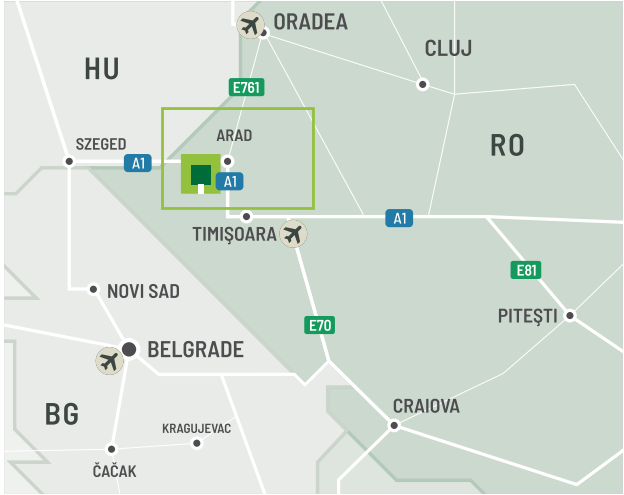 ORADEA
CLUJ
HU
E761
SZEGED
ARAD
RO
A1
A1
A1
TIMIŞOARA
E81
NOVI SAD
PITEŞTI
E70
BELGRADE
BG
CRAIOVA
KRAGUJEVAC
ČAČAK